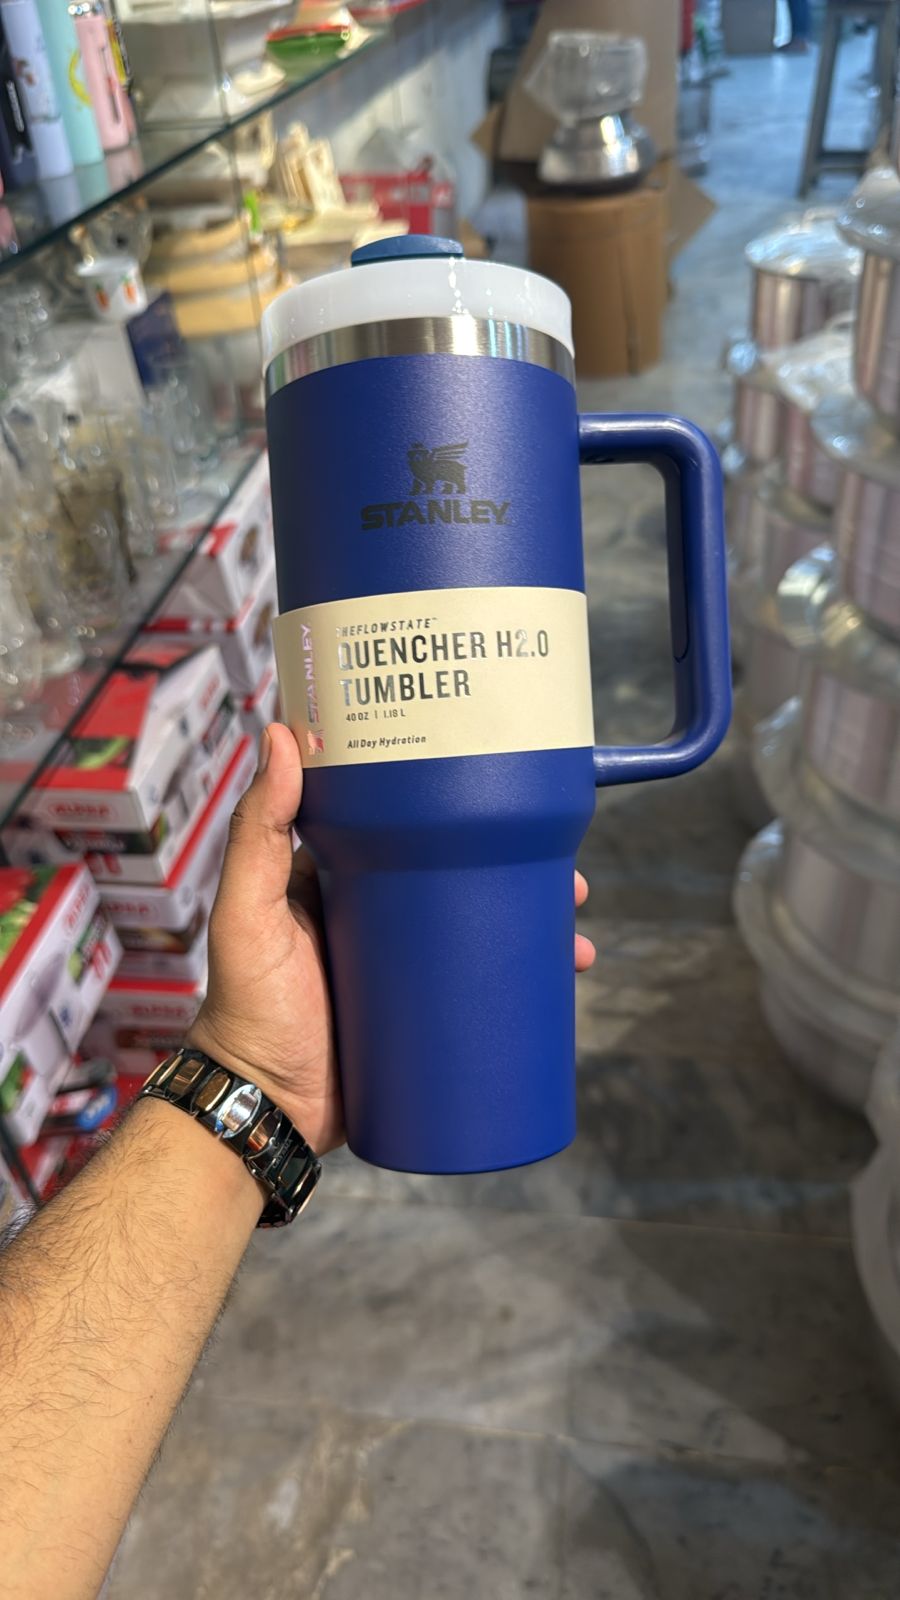 STANLEY
THEFLOWSTATE™
QUENCHER H2.0
TUMBLER
40 OZ | 1.18 L
All Day Hydration
STANLEY